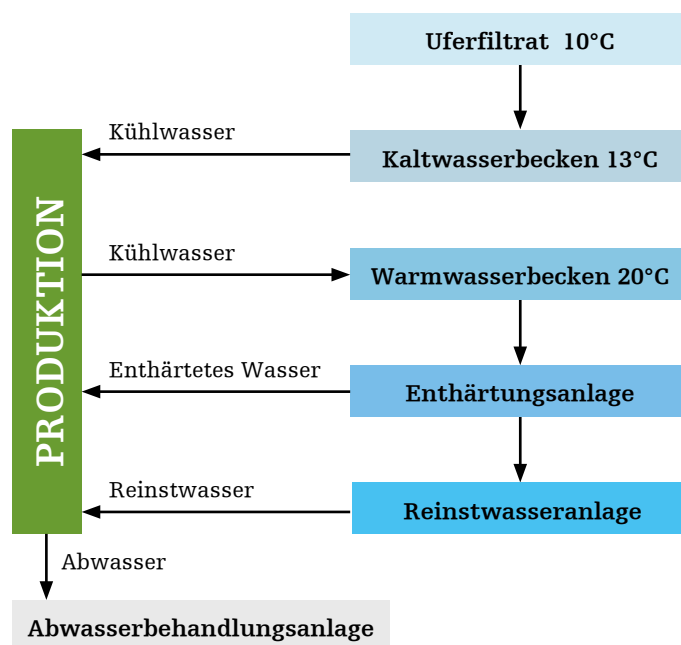 Uferfiltrat  10°C
Kühlwasser
Kaltwasserbecken 13°C
PRODUKTION
Kühlwasser
Warmwasserbecken 20°C
Enthärtetes Wasser
Enthärtungsanlage
Reinstwasser
Reinstwasseranlage
Abwasser
Abwasserbehandlungsanlage